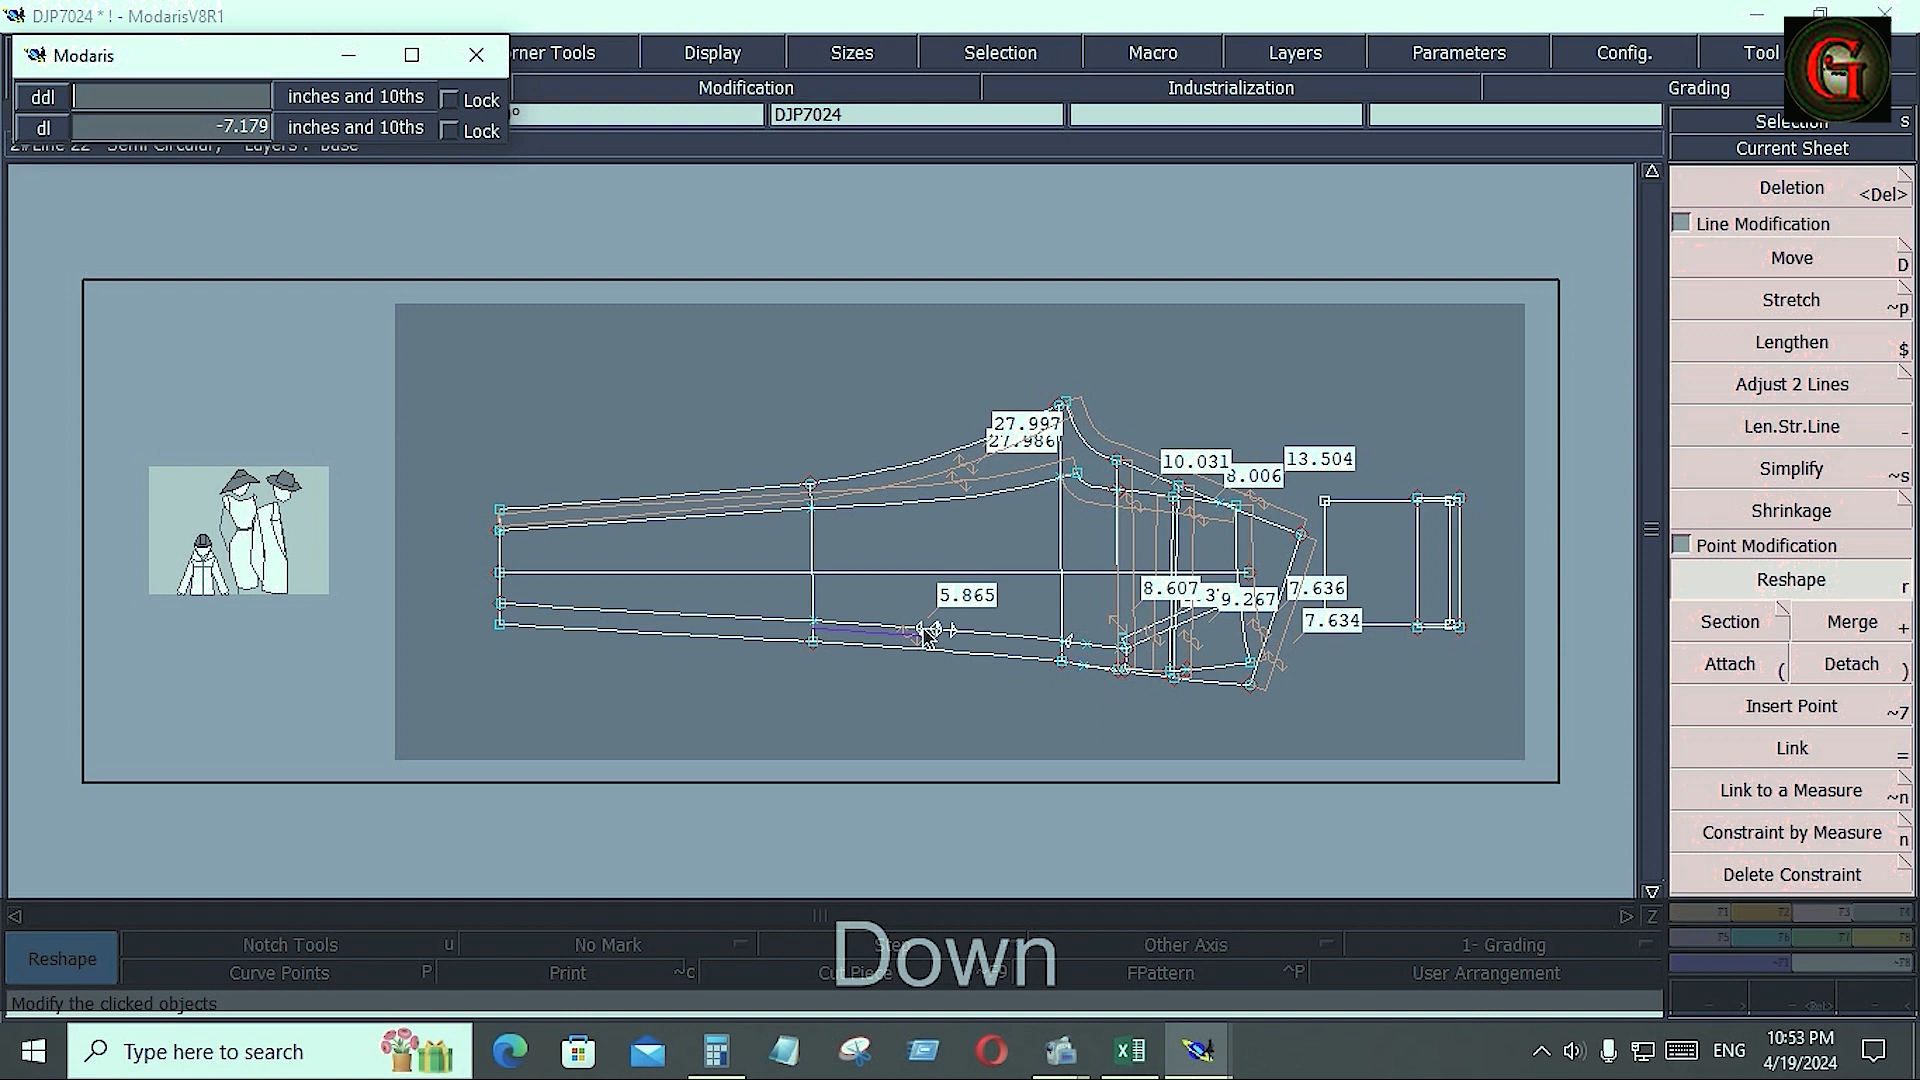 DJP7024 * ! - ModarisV8R1
Modaris
rner Tools
Display
Sizes
Selection
Macro
Layers
Parameters
Config.
Tool
ddl
inches and 10ths
Lock
Modification
Industrialization
Grading
dl
-7.179
inches and 10ths
Lock
DJP7024
G
Selection S
Current Sheet
Deletion <Del>
Line Modification
Move D
Stretch ~p
Lengthen $
Adjust 2 Lines
Len.Str.Line -
Simplify ~s
Shrinkage
Point Modification
Reshape r
Section
Merge +
Attach (
Detach )
Insert Point ~7
Link =
Link to a Measure ~n
Constraint by Measure n
Delete Constraint
27.997
27.986
10.031
8.006
13.504
5.865
8.607
9.267
7.636
7.634
Z
Reshape
Notch Tools u
No Mark
Other Axis
1- Grading
Curve Points P
Print ~c
Cut Piece ~F9
FPattern ^P
User Arrangement
Down
Modify the clicked objects
Type here to search
ENG
10:53 PM
4/19/2024